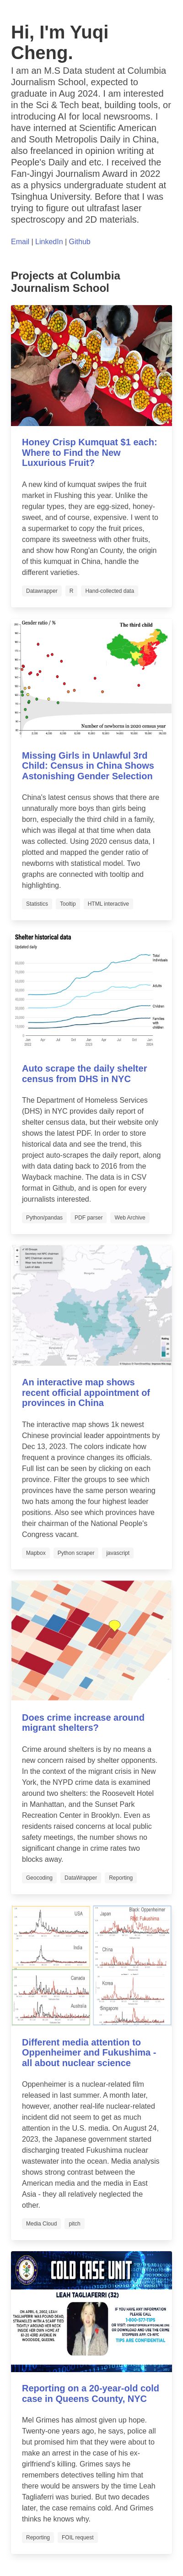 Hi, I'm Yuqi
Cheng.
I am an M.S Data student at Columbia
Journalism School, expected to
graduate in Aug 2024. I am interested
in the Sci & Tech beat, building tools, or
introducing AI for local newsrooms. I
have interned at Scientific American
and South Metropolis Daily in China,
also freelanced in opinion writing at
People's Daily and etc. I received the
Fan-Jingyi Journalism Award in 2022
as a physics undergraduate student at
Tsinghua University. Before that I was
trying to figure out ultrafast laser
spectroscopy and 2D materials.
Email | LinkedIn | Github
Projects at Columbia
Journalism School
Honey Crisp Kumquat $1 each:
Where to Find the New
Luxurious Fruit?
A new kind of kumquat swipes the fruit
market in Flushing this year. Unlike the
regular types, they are egg-sized, honey-
sweet, and of course, expensive. I went to
a supermarket to copy the fruit prices,
compare its sweetness with other fruits,
and show how Rong'an County, the origin
of this kumquat in China, handle the
different varieties.
Datawrapper
R
Hand-collected data
Gender ratio / %
The third child
Number of newborns in 2020 census year
Missing Girls in Unlawful 3rd
Child: Census in China Shows
Astonishing Gender Selection
China's latest census shows that there are
unnaturally more boys than girls being
born, especially the third child in a family,
which was illegal at that time when data
was collected. Using 2020 census data, I
plotted and mapped the gender ratio of
newborns with statistical model. Two
graphs are connected with tooltip and
highlighting.
Statistics
Tooltip
HTML interactive
Shelter historical data
Updated daily
Total
individuals
Adults
Children
Families with
children
Auto scrape the daily shelter
census from DHS in NYC
The Department of Homeless Services
(DHS) in NYC provides daily report of
shelter census data, but their website only
shows the latest PDF. In order to store
historical data and see the trend, this
project auto-scrapes the daily report, along
with data dating back to 2016 from the
Wayback machine. The data is in CSV
format in Github, and is open for every
journalists interested.
Python/pandas
PDF parser
Web Archive
An interactive map shows
recent official appointment of
provinces in China
The interactive map shows 1k newest
Chinese provincial leader appointments by
Dec 13, 2023. The colors indicate how
frequent a province changes its officials.
Full list can be seen by clicking on each
province. Filter the groups to see which
provinces have the same person wearing
two hats among the four highest leader
positions. Also see which provinces have
their chairman of the National People's
Congress vacant.
Mapbox
Python scraper
javascript
Does crime increase around
migrant shelters?
Crime around shelters is by no means a
new concern raised by shelter opponents.
In the context of the migrant crisis in New
York, the NYPD crime data is examined
around two shelters: the Roosevelt Hotel
in Manhattan, and the Sunset Park
Recreation Center in Brooklyn. Even as
residents raised concerns at local public
safety meetings, the number shows no
significant change in crime rates two
blocks away.
Geocoding
DataWrapper
Reporting
USA
Japan
Black: Oppenheimer
Red: Fukushima
India
China
Canada
Korea
Australia
Singapore
Different media attention to
Oppenheimer and Fukushima -
all about nuclear science
Oppenheimer is a nuclear-related film
released in last summer. A month later,
however, another real-life nuclear-related
incident did not seem to get as much
attention in the U.S. media. On August 24,
2023, the Japanese government started
discharging treated Fukushima nuclear
wastewater into the ocean. Media analysis
shows strong contrast between the
American media and the media in East
Asia - they all relatively neglected the
other.
Media Cloud
pitch
COLD CASE UNIT
LEAH TAGLIAFERRI (32)
Reporting on a 20-year-old cold
case in Queens County, NYC
Mel Grimes has almost given up hope.
Twenty-one years ago, he says, police all
but promised him that they were about to
make an arrest in the case of his ex-
girlfriend's killing. Grimes says he
remembers detectives telling him that
there would be answers by the time Leah
Tagliaferri was buried. But two decades
later, the case remains cold. And Grimes
thinks he knows why.
Reporting
FOIL request